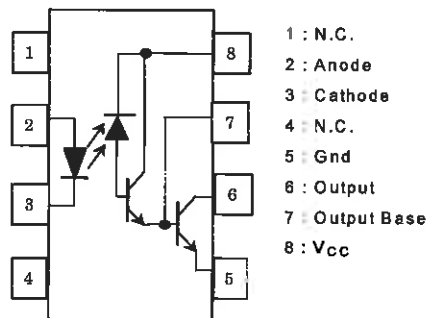 1
2
3
4
8
7
6
5
1 : N.C.
2 : Anode
3 : Cathode
4 : N.C.
5 : Gnd
6 : Output
7 : Output Base
8 : VCC